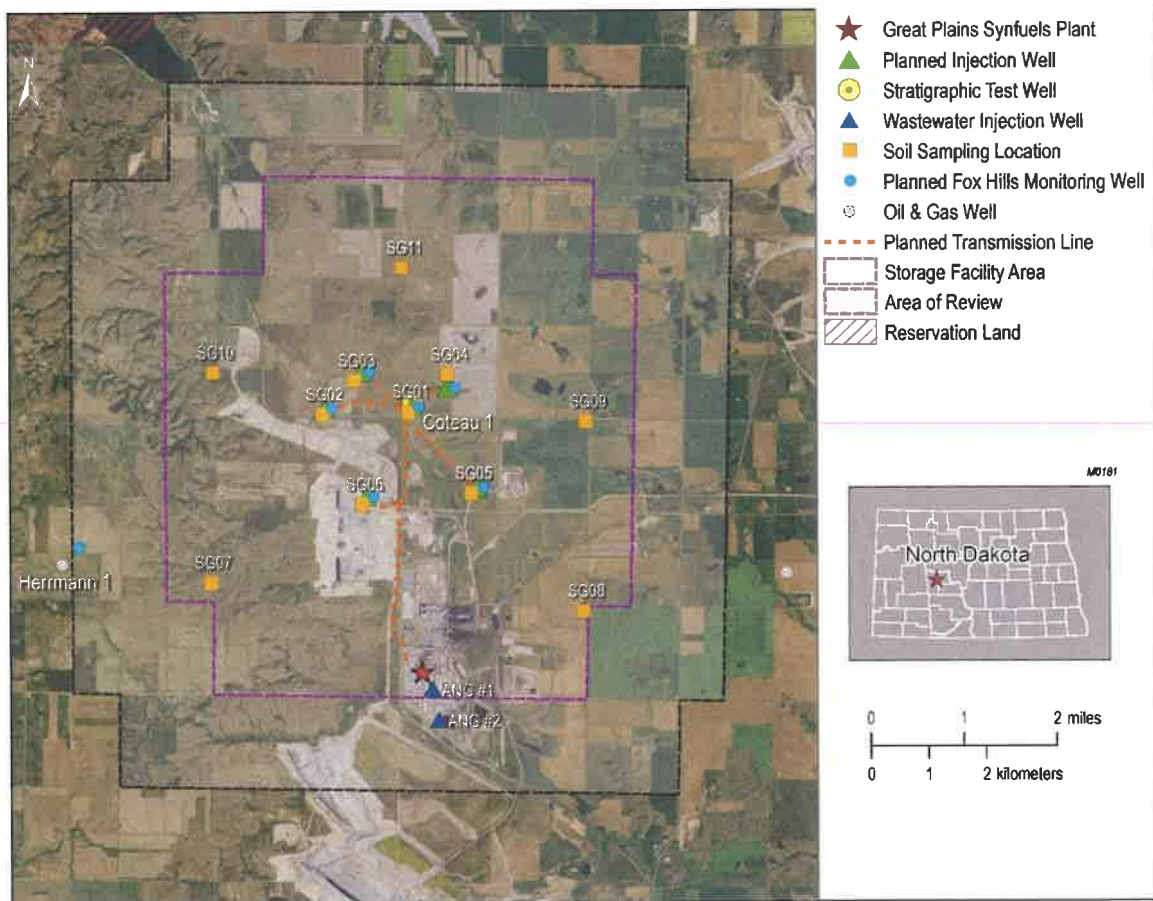 N
SG11
SG10
SG03
SG04
SG02
SG01
Coteau 1
SG09
SG05
SG06
SG07
Herrmann 1
SG08
ANG #1
ANG #2
Great Plains Synfuels Plant
Planned Injection Well
Stratigraphic Test Well
Wastewater Injection Well
Soil Sampling Location
Planned Fox Hills Monitoring Well
Oil & Gas Well
Planned Transmission Line
Storage Facility Area
Area of Review
Reservation Land
M0181
North Dakota
0 1 2 miles
0 1 2 kilometers